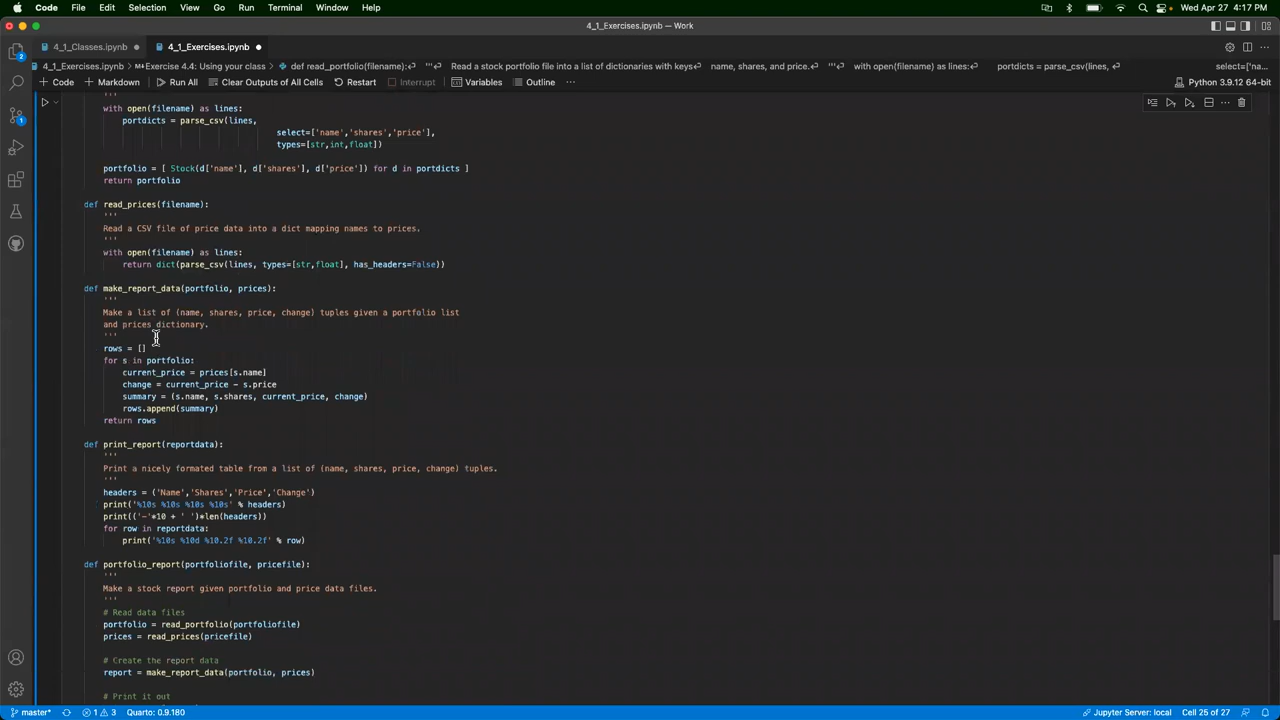 Code File Edit Selection View Go Run Terminal Window Help Wed Apr 27 4:17 PM
4_1_Exercises.ipynb — Work
4_1_Classes.ipynb 4_1_Exercises.ipynb
4_1_Exercises.ipynb > Exercise 4.4: Using your class > def read_portfolio(filename): ''' Read a stock portfolio file into a list of dictionaries with keys name, shares, and price. ''' with open(filename) as lines: portdicts = parse_csv(lines, select=['na...
+ Code + Markdown Run All Clear Outputs of All Cells Restart Interrupt Variables Outline ... Python 3.9.12 64-bit
'''
with open(filename) as lines:
portdicts = parse_csv(lines,
select=['name','shares','price'],
types=[str,int,float])
portfolio = [ Stock(d['name'], d['shares'], d['price']) for d in portdicts ]
return portfolio
def read_prices(filename):
'''
Read a CSV file of price data into a dict mapping names to prices.
'''
with open(filename) as lines:
return dict(parse_csv(lines, types=[str,float], has_headers=False))
def make_report_data(portfolio, prices):
'''
Make a list of (name, shares, price, change) tuples given a portfolio list
and prices dictionary.
'''
rows = []
for s in portfolio:
current_price = prices[s.name]
change = current_price - s.price
summary = (s.name, s.shares, current_price, change)
rows.append(summary)
return rows
def print_report(reportdata):
'''
Print a nicely formated table from a list of (name, shares, price, change) tuples.
'''
headers = ('Name','Shares','Price','Change')
print('%10s %10s %10s %10s' % headers)
print(('-'*10 + ' ')*len(headers))
for row in reportdata:
print('%10s %10d %10.2f %10.2f' % row)
def portfolio_report(portfoliofile, pricefile):
'''
Make a stock report given portfolio and price data files.
'''
# Read data files
portfolio = read_portfolio(portfoliofile)
prices = read_prices(pricefile)
# Create the report data
report = make_report_data(portfolio, prices)
# Print it out
2
1
master* 1 3 Quarto: 0.9.180 Jupyter Server: local Cell 25 of 27